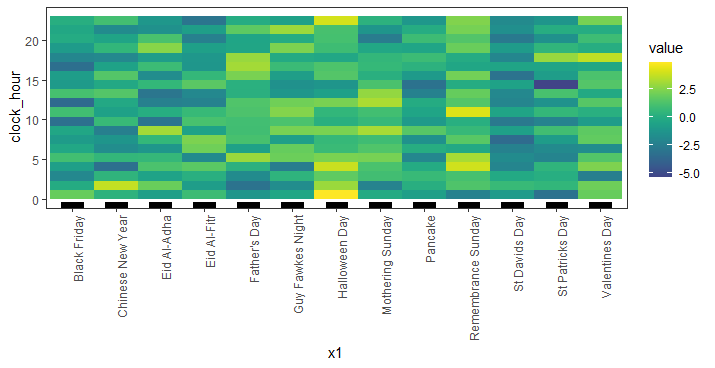 value
2.5
0.0
-2.5
-5.0
clock_hour
20
15
10
5
0
Black Friday
Chinese New Year
Eid Al-Adha
Eid Al-Fitr
Father's Day
Guy Fawkes Night
Halloween Day
Mothering Sunday
Pancake
Remembrance Sunday
St Davids Day
St Patricks Day
Valentines Day
x1